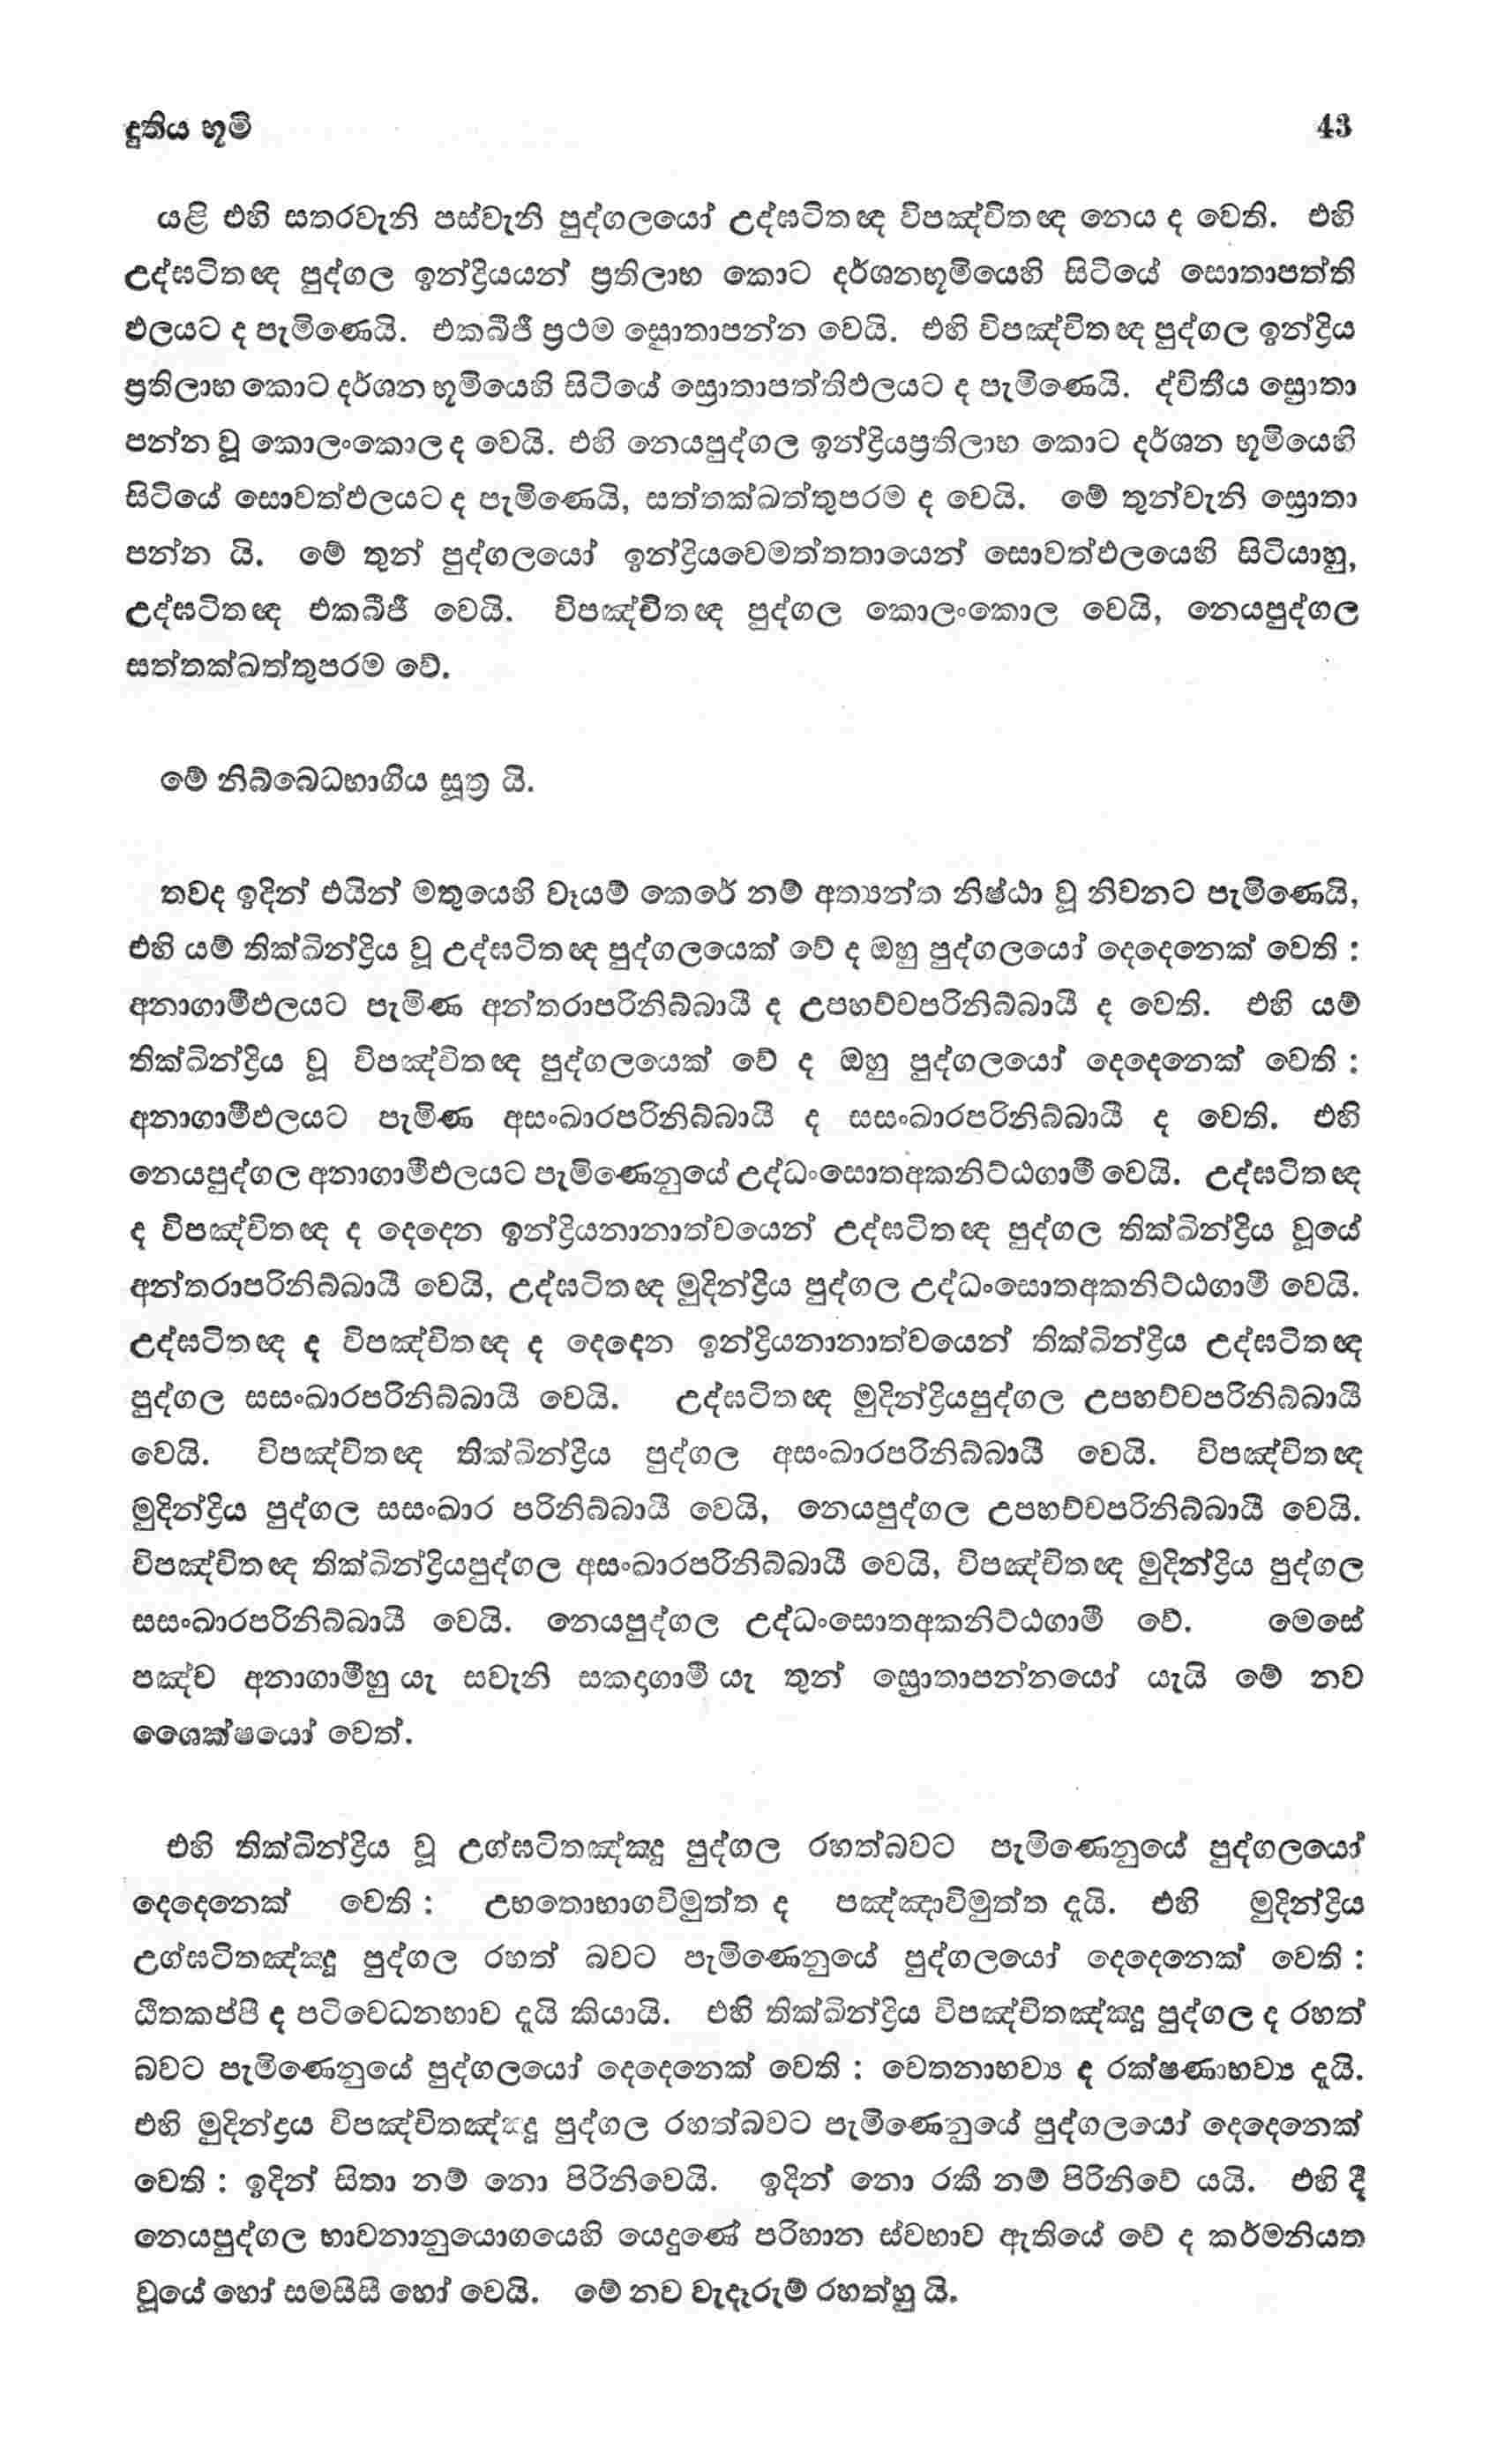 දුතිය භූමි 43
යළි එහි සතරවැනි පස්වැනි පුද්ගලයෝ උද්ඝටිතඥ විපඤ්චිතඥ නෙය ද වෙති. එහි
උද්ඝටිතඥ පුද්ගල ඉන්ද්‍රියයන් ප්‍රතිලාභ කොට දර්ශනභූමියෙහි සිටියේ සොතාපත්ති
ඵලයට ද පැමිණෙයි. එකබීජී ප්‍රථම ස්‍රොතාපන්න වෙයි. එහි විපඤ්චිතඥ පුද්ගල ඉන්ද්‍රිය
ප්‍රතිලාභ කොට දර්ශන භූමියෙහි සිටියේ ස්‍රොතාපත්තිඵලයට ද පැමිණෙයි. ද්විතීය ස්‍රොතා
පන්න වූ කොලංකොල ද වෙයි. එහි නෙයපුද්ගල ඉන්ද්‍රියප්‍රතිලාභ කොට දර්ශන භූමියෙහි
සිටියේ සොවත්ඵලයට ද පැමිණෙයි, සත්තක්ඛත්තුපරම ද වෙයි. මේ තුන්වැනි ස්‍රොතා
පන්න යි. මේ තුන් පුද්ගලයෝ ඉන්ද්‍රියවෙමත්තතායෙන් සොවත්ඵලයෙහි සිටියාහු,
උද්ඝටිතඥ එකබීජී වෙයි. විපඤ්චිතඥ පුද්ගල කොලංකොල වෙයි, නෙයපුද්ගල
සත්තක්ඛත්තුපරම වේ.
මේ නිබ්බෙධභාගිය සූත්‍ර යි.
තවද ඉදින් එයින් මතුයෙහි වෑයම් කෙරේ නම් අත්‍යන්ත නිෂ්ඨා වූ නිවනට පැමිණෙයි,
එහි යම් තික්ඛින්ද්‍රිය වූ උද්ඝටිතඥ පුද්ගලයෙක් වේ ද ඔහු පුද්ගලයෝ දෙදෙනෙක් වෙති :
අනාගාමීඵලයට පැමිණ අන්තරාපරිනිබ්බායී ද උපහච්චපරිනිබ්බායී ද වෙති. එහි යම්
තික්ඛින්ද්‍රිය වූ විපඤ්චිතඥ පුද්ගලයෙක් වේ ද ඔහු පුද්ගලයෝ දෙදෙනෙක් වෙති :
අනාගාමීඵලයට පැමිණ අසංඛාරපරිනිබ්බායී ද සසංඛාරපරිනිබ්බායී ද වෙති. එහි
නෙයපුද්ගල අනාගාමීඵලයට පැමිණෙනුයේ උද්ධංසොතඅකනිට්ඨගාමී වෙයි. උද්ඝටිතඥ
ද විපඤ්චිතඥ ද දෙදෙන ඉන්ද්‍රියනානාත්වයෙන් උද්ඝටිතඥ පුද්ගල තික්ඛින්ද්‍රිය වූයේ
අන්තරාපරිනිබ්බායී වෙයි, උද්ඝටිතඥ මුදින්ද්‍රිය පුද්ගල උද්ධංසොතඅකනිට්ඨගාමී වෙයි.
උද්ඝටිතඥ ද විපඤ්චිතඥ ද දෙදෙන ඉන්ද්‍රියනානාත්වයෙන් තික්ඛින්ද්‍රිය උද්ඝටිතඥ
පුද්ගල සසංඛාරපරිනිබ්බායී වෙයි. උද්ඝටිතඥ මුදින්ද්‍රියපුද්ගල උපහච්චපරිනිබ්බායී
වෙයි. විපඤ්චිතඥ තික්ඛින්ද්‍රිය පුද්ගල අසංඛාරපරිනිබ්බායී වෙයි. විපඤ්චිතඥ
මුදින්ද්‍රිය පුද්ගල සසංඛාර පරිනිබ්බායී වෙයි, නෙයපුද්ගල උපහච්චපරිනිබ්බායී වෙයි.
විපඤ්චිතඥ තික්ඛින්ද්‍රියපුද්ගල අසංඛාරපරිනිබ්බායී වෙයි, විපඤ්චිතඥ මුදින්ද්‍රිය පුද්ගල
සසංඛාරපරිනිබ්බායී වෙයි. නෙයපුද්ගල උද්ධංසොතඅකනිට්ඨගාමී වේ. මෙසේ
පඤ්ච අනාගාමීහු යැ සවැනි සකදාගාමී යැ තුන් ස්‍රොතාපන්නයෝ යැයි මේ නව
ශෛක්ෂයෝ වෙත්.
එහි තික්ඛින්ද්‍රිය වූ උග්ඝටිතඤ්ඤූ පුද්ගල රහත්බවට පැමිණෙනුයේ පුද්ගලයෝ
දෙදෙනෙක් වෙති : උභතොභාගවිමුත්ත ද පඤ්ඤාවිමුත්ත දැයි. එහි මුදින්ද්‍රිය
උග්ඝටිතඤ්ඤූ පුද්ගල රහත් බවට පැමිණෙනුයේ පුද්ගලයෝ දෙදෙනෙක් වෙති :
ඨිතකප්පී ද පටිවෙධනභාව දැයි කියායි. එහි තික්ඛින්ද්‍රිය විපඤ්චිතඤ්ඤූ පුද්ගල ද රහත්
බවට පැමිණෙනුයේ පුද්ගලයෝ දෙදෙනෙක් වෙති : චෙතනාභව්‍ය ද රක්ෂණාභව්‍ය දැයි.
එහි මුදින්ද්‍රය විපඤ්චිතඤ්ඤූ පුද්ගල රහත්බවට පැමිණෙනුයේ පුද්ගලයෝ දෙදෙනෙක්
වෙති : ඉදින් සිතා නම් නො පිරිනිවෙයි. ඉදින් නො රකී නම් පිරිනිවේ යයි. එහි දී
නෙයපුද්ගල භාවනානුයොගයෙහි යෙදුණේ පරිහාන ස්වභාව ඇතියේ වේ ද කර්මනියත
වූයේ හෝ සමසීසී හෝ වෙයි. මේ නව වැදෑරුම් රහත්හු යි.